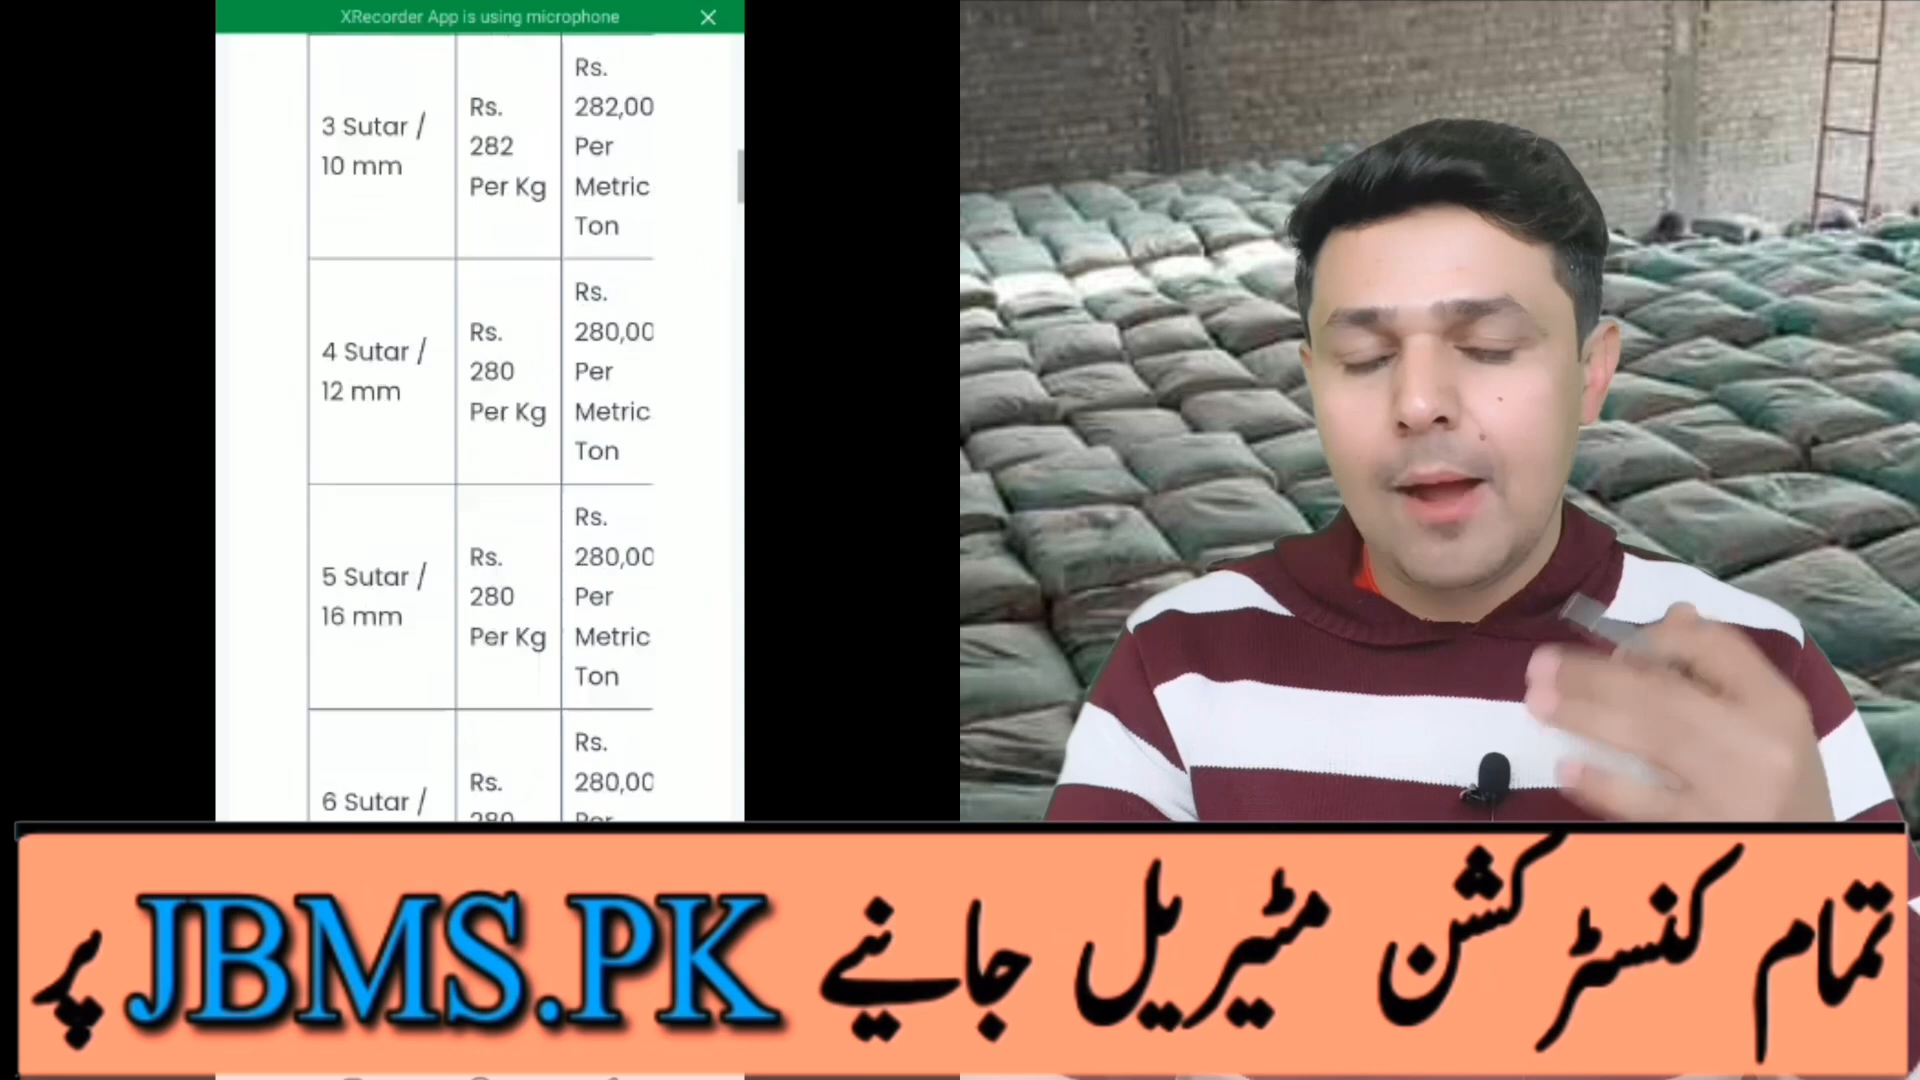 XRecorder App is using microphone
3 Sutar /
10 mm
Rs.
282
Per Kg
Rs.
282,00
Per
Metric
Ton
4 Sutar /
12 mm
Rs.
280
Per Kg
Rs.
280,00
Per
Metric
Ton
5 Sutar /
16 mm
Rs.
280
Per Kg
Rs.
280,00
Per
Metric
Ton
6 Sutar /
Rs.
280
Rs.
280,00
Per
تمام کنسٹرکشن مٹیریل جانیے JBMS.PK پر